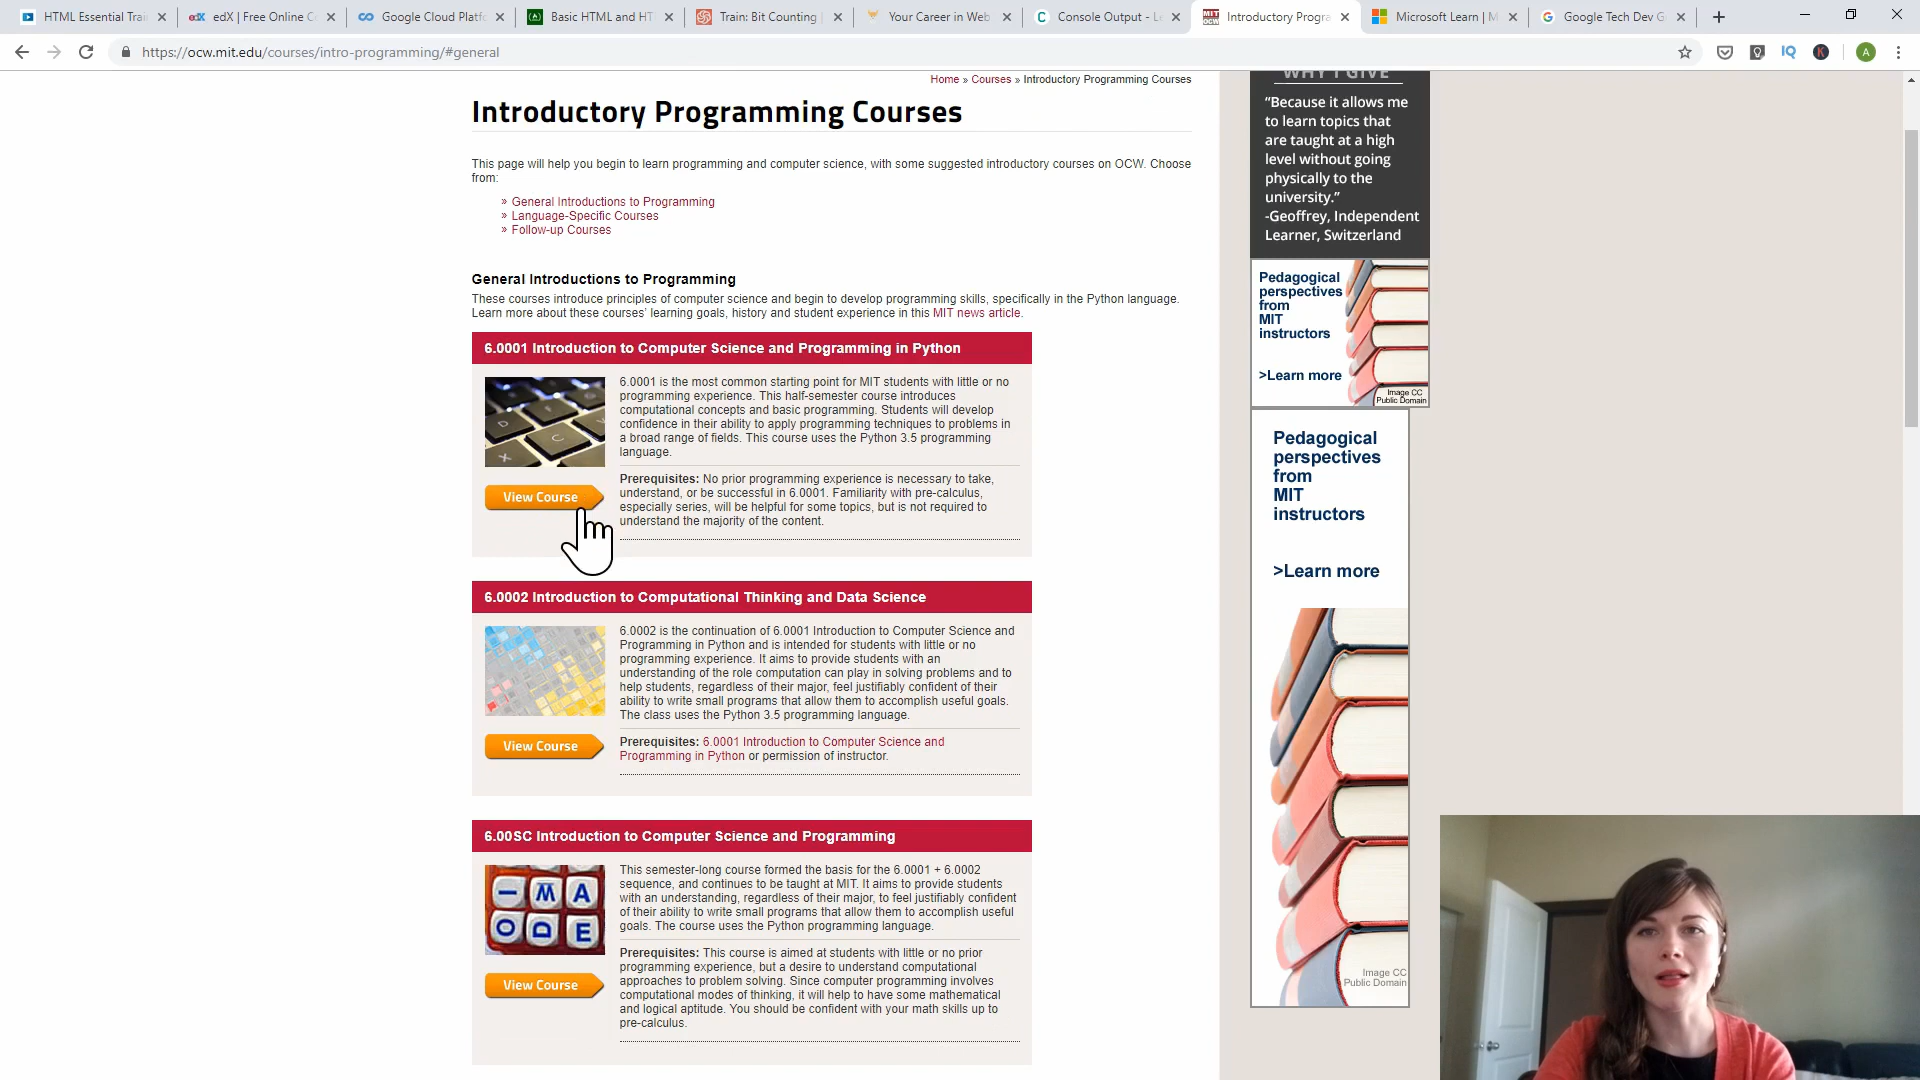 HTML Essential Trai
edX | Free Online C
Google Cloud Platf
Basic HTML and HT
Train: Bit Counting
Your Career in Web
Console Output - L
Introductory Progra
Microsoft Learn | M
Google Tech Dev G
https://ocw.mit.edu/courses/intro-programming/#general
IQ
K
A
Home » Courses » Introductory Programming Courses
Introductory Programming Courses
This page will help you begin to learn programming and computer science, with some suggested introductory courses on OCW. Choose
from:
» General Introductions to Programming
» Language-Specific Courses
» Follow-up Courses
General Introductions to Programming
These courses introduce principles of computer science and begin to develop programming skills, specifically in the Python language.
Learn more about these courses' learning goals, history and student experience in this MIT news article.
6.0001 Introduction to Computer Science and Programming in Python
6.0001 is the most common starting point for MIT students with little or no
programming experience. This half-semester course introduces
computational concepts and basic programming. Students will develop
confidence in their ability to apply programming techniques to problems in
a broad range of fields. This course uses the Python 3.5 programming
language.
View Course
Prerequisites: No prior programming experience is necessary to take,
understand, or be successful in 6.0001. Familiarity with pre-calculus,
especially series, will be helpful for some topics, but is not required to
understand the majority of the content.
6.0002 Introduction to Computational Thinking and Data Science
6.0002 is the continuation of 6.0001 Introduction to Computer Science and
Programming in Python and is intended for students with little or no
programming experience. It aims to provide students with an
understanding of the role computation can play in solving problems and to
help students, regardless of their major, feel justifiably confident of their
ability to write small programs that allow them to accomplish useful goals.
The class uses the Python 3.5 programming language.
View Course
Prerequisites: 6.0001 Introduction to Computer Science and
Programming in Python or permission of instructor.
6.00SC Introduction to Computer Science and Programming
This semester-long course formed the basis for the 6.0001 + 6.0002
sequence, and continues to be taught at MIT. It aims to provide students
with an understanding, regardless of their major, to feel justifiably confident
of their ability to write small programs that allow them to accomplish useful
goals. The course uses the Python programming language.
View Course
Prerequisites: This course is aimed at students with little or no prior
programming experience, but a desire to understand computational
approaches to problem solving. Since computer programming involves
computational modes of thinking, it will help to have some mathematical
and logical aptitude. You should be confident with your math skills up to
pre-calculus.
WHY I GIVE
“Because it allows me
to learn topics that
are taught at a high
level without going
physically to the
university.”
-Geoffrey, Independent
Learner, Switzerland
Pedagogical
perspectives
from
MIT
instructors
>Learn more
Image CC
Public Domain
Pedagogical
perspectives
from
MIT
instructors
>Learn more
Image CC
Public Domain